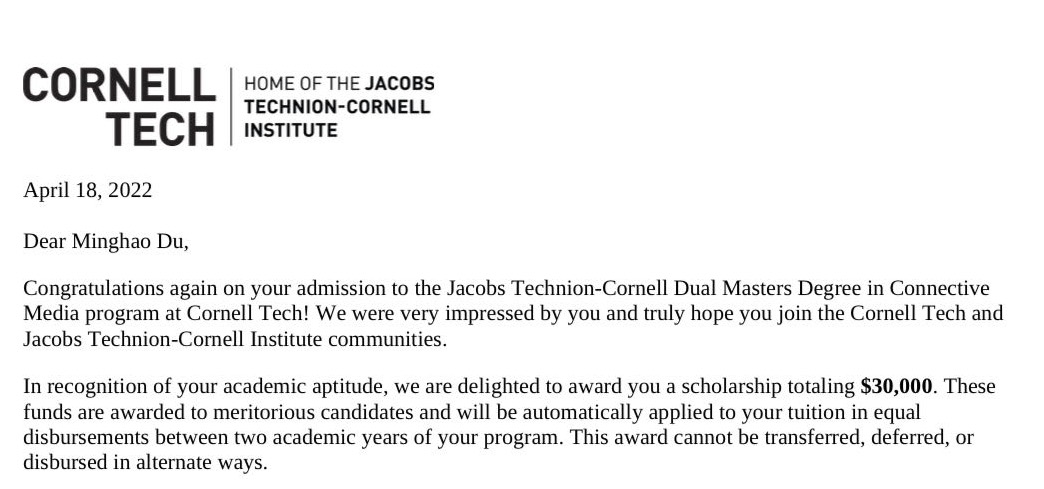 CORNELL TECH
HOME OF THE JACOBS
TECHNION-CORNELL
INSTITUTE
April 18, 2022
Dear Minghao Du,
Congratulations again on your admission to the Jacobs Technion-Cornell Dual Masters Degree in Connective
Media program at Cornell Tech! We were very impressed by you and truly hope you join the Cornell Tech and
Jacobs Technion-Cornell Institute communities.
In recognition of your academic aptitude, we are delighted to award you a scholarship totaling $30,000. These
funds are awarded to meritorious candidates and will be automatically applied to your tuition in equal
disbursements between two academic years of your program. This award cannot be transferred, deferred, or
disbursed in alternate ways.